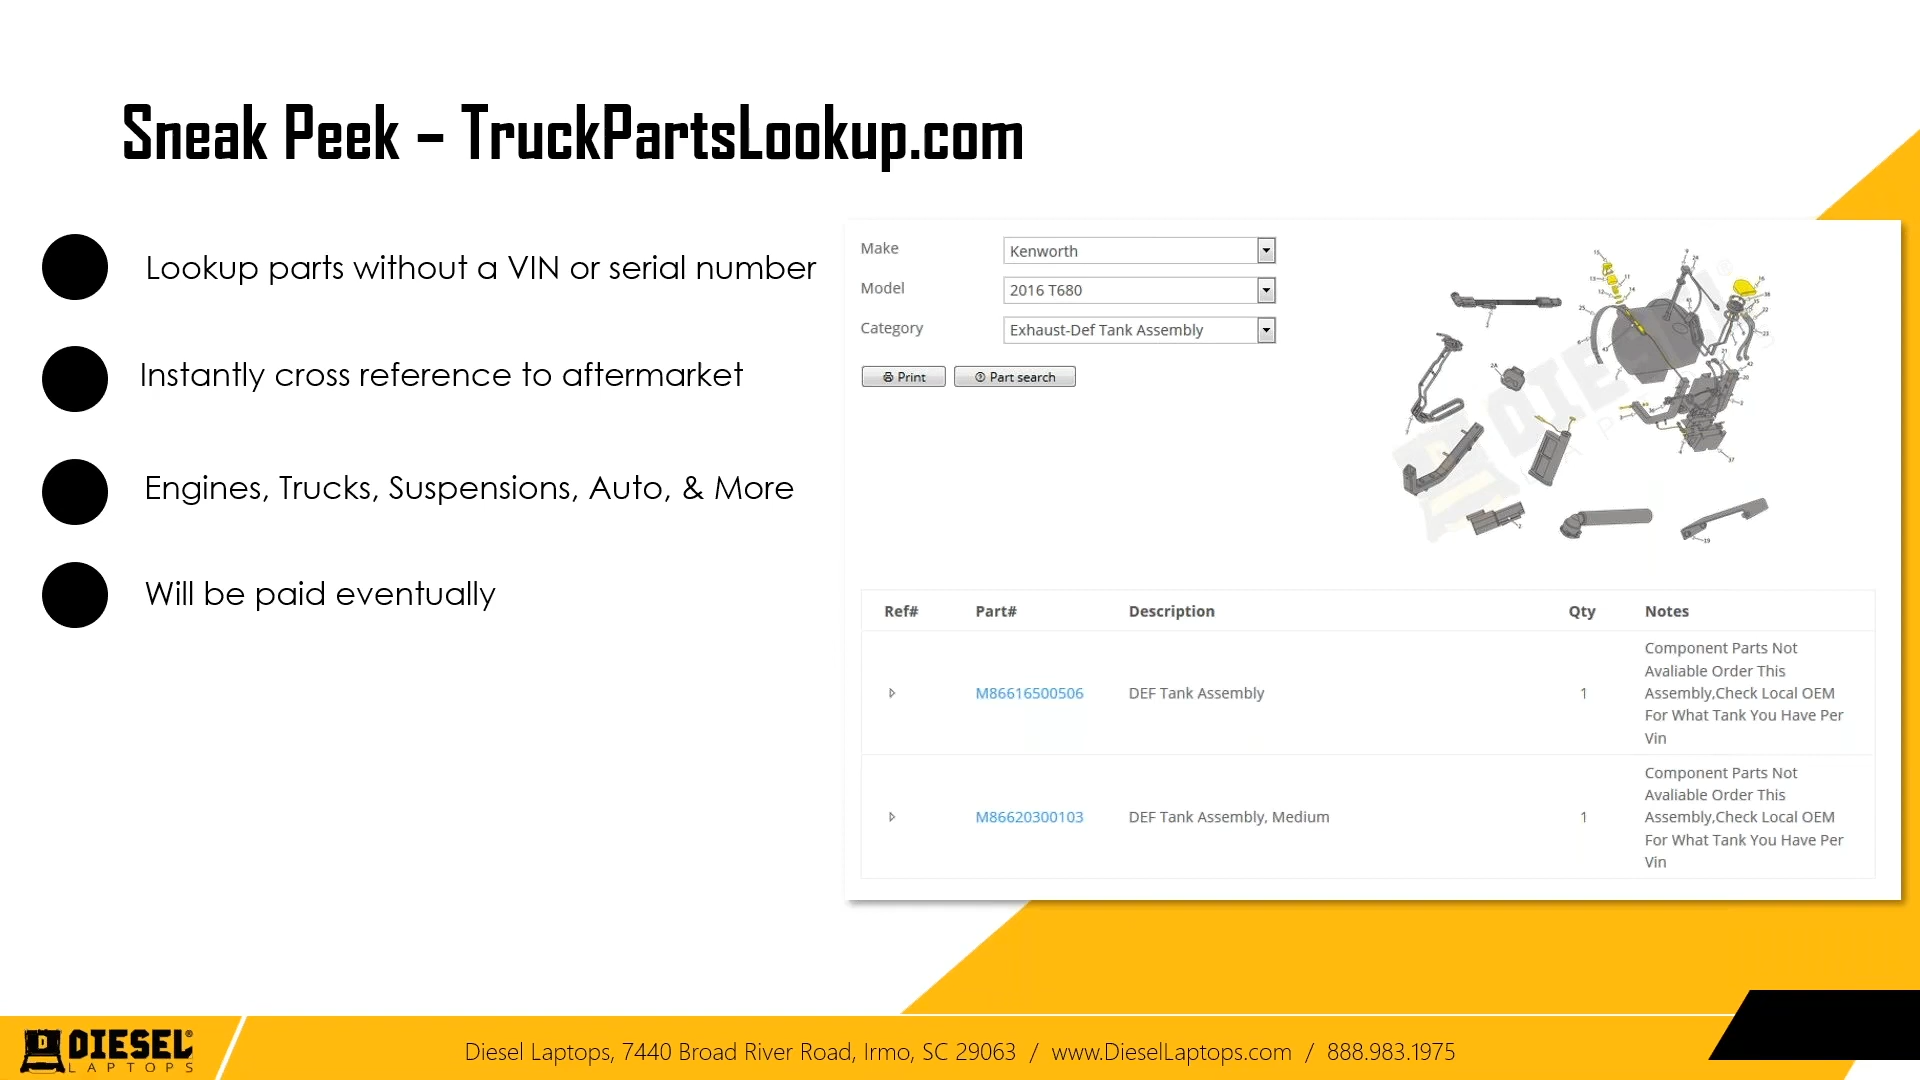 Sneak Peek – TruckPartsLookup.com
Lookup parts without a VIN or serial number
Instantly cross reference to aftermarket
Engines, Trucks, Suspensions, Auto, & More
Will be paid eventually
Make
Kenworth
Model
2016 T680
Category
Exhaust-Def Tank Assembly
Print
Part search
Ref# Part# Description Qty Notes
M86616500506 DEF Tank Assembly 1
Component Parts Not
Avaliable Order This
Assembly,Check Local OEM
For What Tank You Have Per
Vin
M86620300103 DEF Tank Assembly, Medium 1
Component Parts Not
Avaliable Order This
Assembly,Check Local OEM
For What Tank You Have Per
Vin
DIESEL®
LAPTOPS
Diesel Laptops, 7440 Broad River Road, Irmo, SC 29063 / www.DieselLaptops.com / 888.983.1975